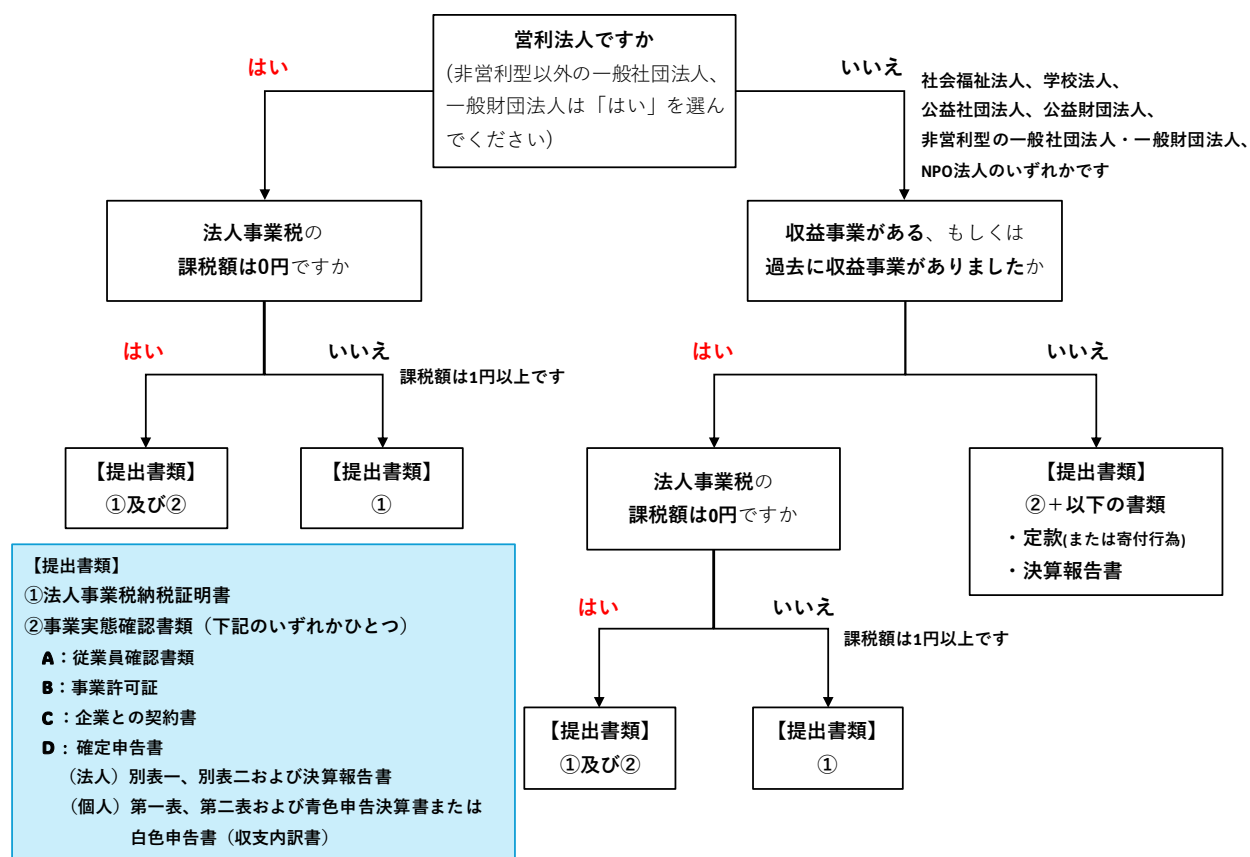 営利法人ですか
(非営利型以外の一般社団法人、
一般財団法人は「はい」を選ん
でください)
はい
いいえ
社会福祉法人、学校法人、
公益社団法人、公益財団法人、
非営利型の一般社団法人・一般財団法人、
NPO法人のいずれかです
法人事業税の
課税額は0円ですか
収益事業がある、もしくは
過去に収益事業がありましたか
はい
いいえ
課税額は1円以上です
はい
いいえ
【提出書類】
①及び②
【提出書類】
①
法人事業税の
課税額は0円ですか
【提出書類】
②＋以下の書類
・定款(または寄付行為)
・決算報告書
はい
いいえ
課税額は1円以上です
【提出書類】
①及び②
【提出書類】
①
【提出書類】
①法人事業税納税証明書
②事業実態確認書類（下記のいずれかひとつ）
A：従業員確認書類
B：事業許可証
C：企業との契約書
D：確定申告書
（法人）別表一、別表二および決算報告書
（個人）第一表、第二表および青色申告決算書または
白色申告書（収支内訳書）